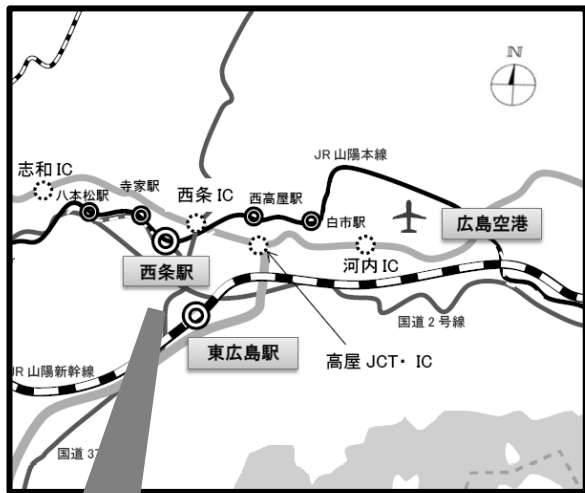 N
JR 山陽本線
志和 IC
八本松駅
寺家駅
西条 IC
西高屋駅
白市駅
広島空港
西条駅
河内 IC
国道2号線
東広島駅
高屋 JCT・ IC
JR 山陽新幹線
国道 37